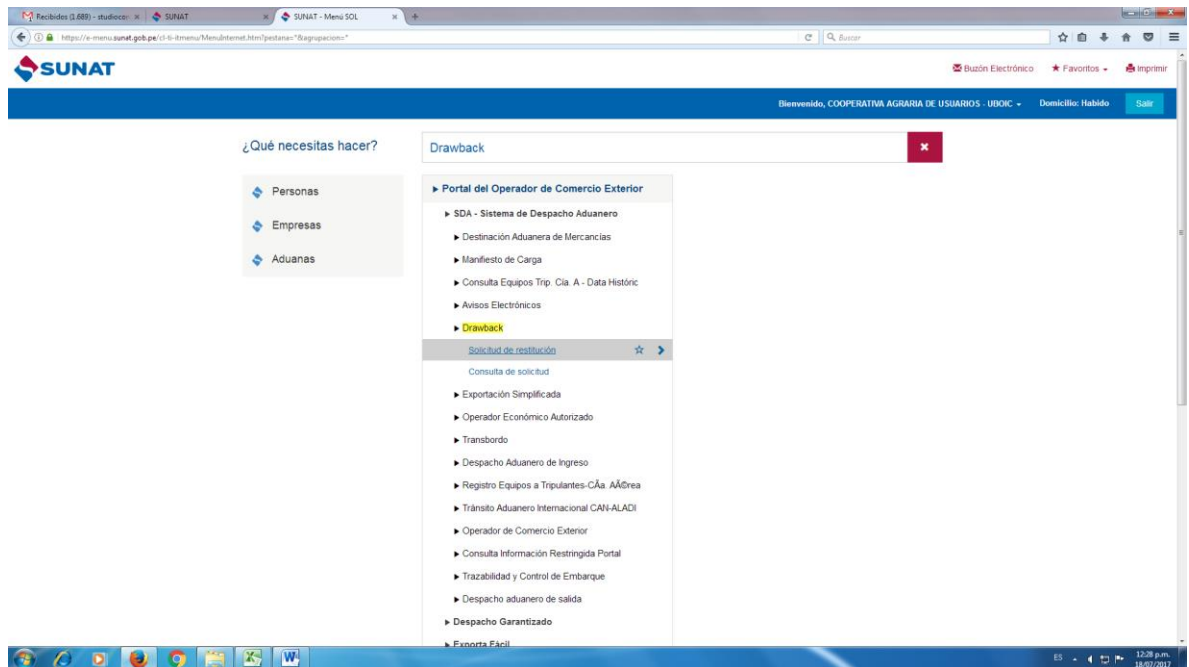 Recibidos (1.689) - studiocon
SUNAT
SUNAT - Menú SOL
https://e-menu.sunat.gob.pe/cl-ti-itmenu/MenuInternet.htm?pestana=*&agrupacion=*
Buscar
SUNAT
Buzón Electrónico
Favoritos
Imprimir
Bienvenido, COOPERATIVA AGRARIA DE USUARIOS - UBOIC
Domicilio: Habido
Salir
¿Qué necesitas hacer?
Drawback
Personas
Empresas
Aduanas
Portal del Operador de Comercio Exterior
SDA - Sistema de Despacho Aduanero
Destinación Aduanera de Mercancías
Manifiesto de Carga
Consulta Equipos Trip. Cía. A - Data Históric
Avisos Electrónicos
Drawback
Solicitud de restitución
Consulta de solicitud
Exportación Simplificada
Operador Económico Autorizado
Transbordo
Despacho Aduanero de Ingreso
Registro Equipos a Tripulantes-CÃa. AÃ©rea
Tránsito Aduanero Internacional CAN-ALADI
Operador de Comercio Exterior
Consulta Información Restringida Portal
Trazabilidad y Control de Embarque
Despacho aduanero de salida
Despacho Garantizado
Exporta Fácil
ES
12:28 p.m.
18/07/2017